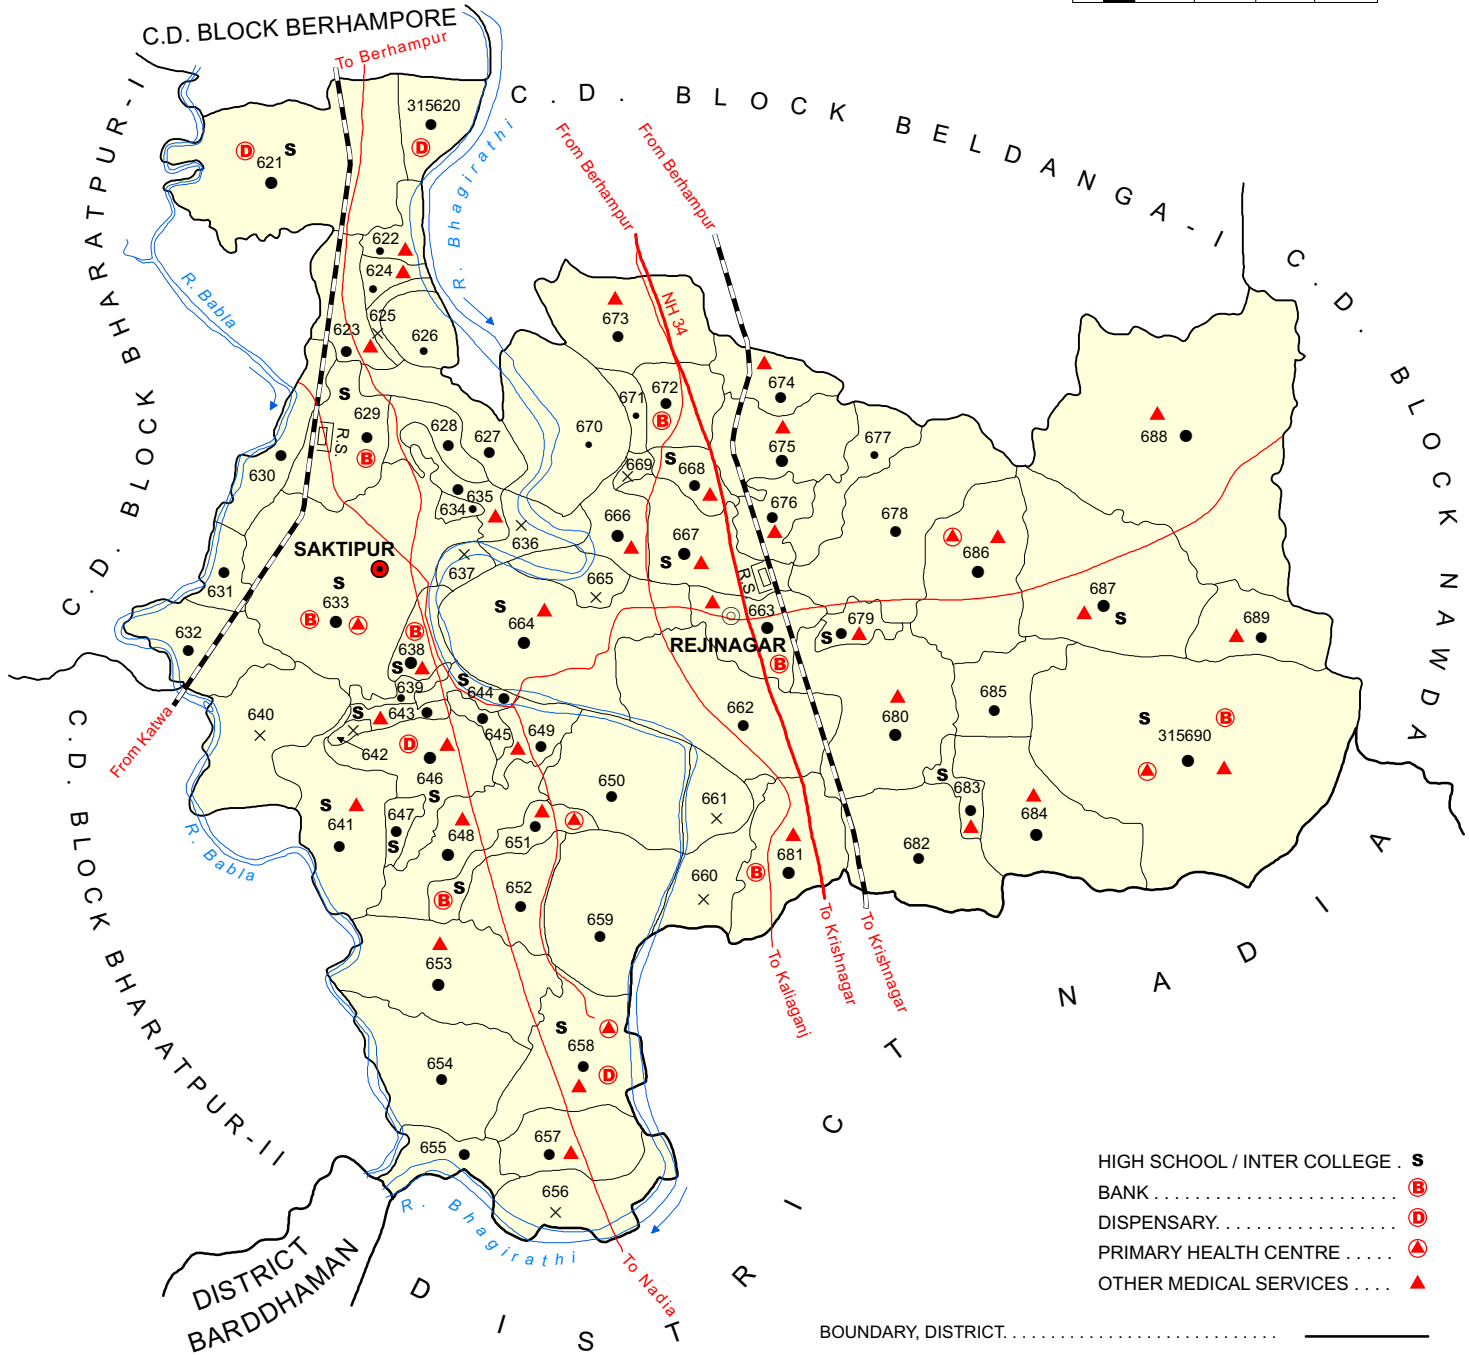 C.D. BLOCK BERHAMPORE
To Berhampur
C.D. BLOCK BHARATPUR-I
C.D. BLOCK BELDANGA-I
C.D. BLOCK NAWDA
From Berhampur
From Berhampur
R. Bhagirathi
R. Babla
NH 34
315620
D
D
S
621
622
624
625
623
626
673
674
672
671
670
B
S
629
R.S
B
628
627
630
669
S
668
675
677
688
635
634
636
676
678
666
667
S
686
SAKTIPUR
S
633
B
631
632
637
665
R.S
S
664
663
REJINAGAR
B
S
679
687
S
689
B
638
S
639
S
644
640
S
643
642
D
645
649
646
S
662
680
685
S
B
315690
From Katwa
650
661
S
683
684
S
641
647
S
648
651
681
B
682
R. Babla
C.D. BLOCK BHARATPUR-II
S
B
652
660
659
653
To Kaliaganj
To Krishnagar
To Krishnagar
S
658
D
654
655
657
656
R. Bhagirathi
To Nadia
DISTRICT
BARDDHAMAN
DISTRICT NADIA
HIGH SCHOOL / INTER COLLEGE . S
BANK . . . . . . . . . . . . . . . . . . . . . . . . B
DISPENSARY. . . . . . . . . . . . . . . . . . D
PRIMARY HEALTH CENTRE . . . . .
OTHER MEDICAL SERVICES . . . .
BOUNDARY, DISTRICT. . . . . . . . . . . . . . . . . . . . . . . . . . . .